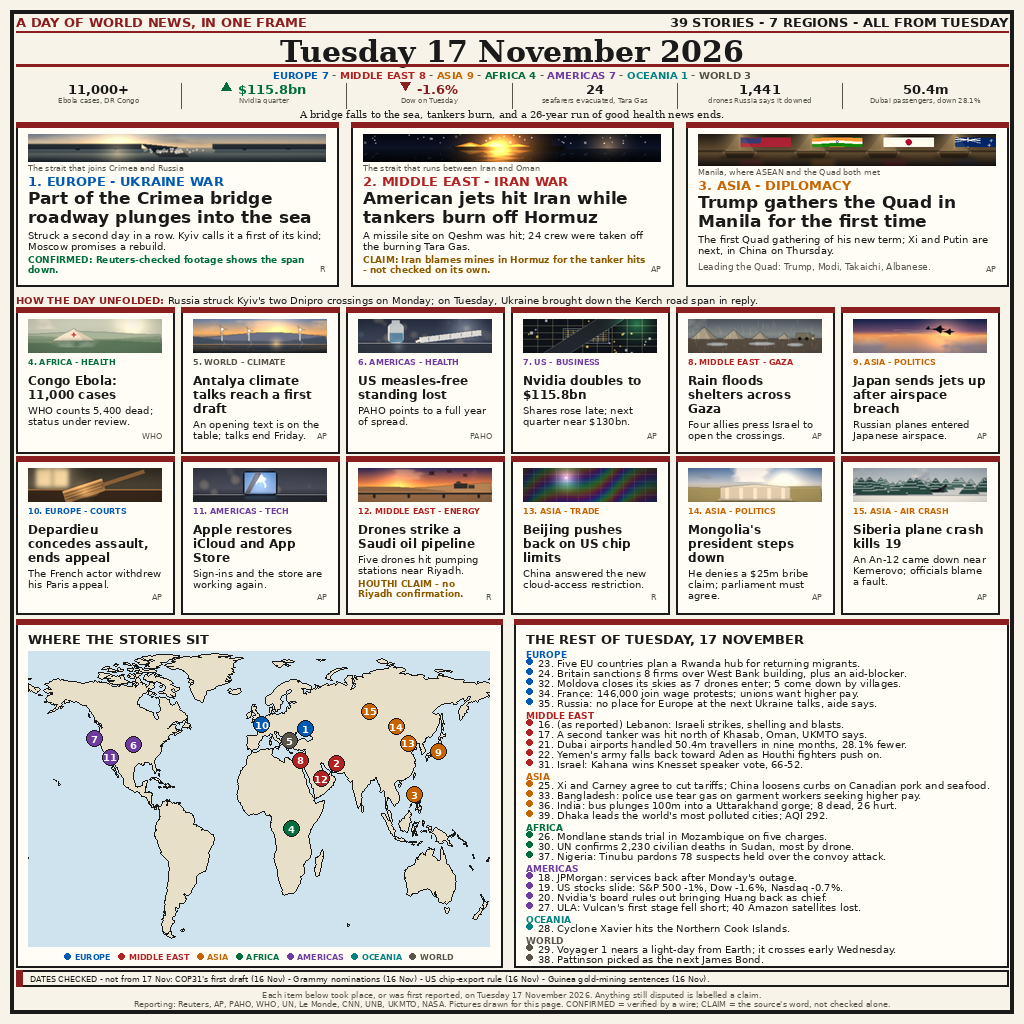 A DAY OF WORLD NEWS, IN ONE FRAME
39 STORIES - 7 REGIONS - ALL FROM TUESDAY
Tuesday 17 November 2026
EUROPE 7 - MIDDLE EAST 8 - ASIA 9 - AFRICA 4 - AMERICAS 7 - OCEANIA 1 - WORLD 3
11,000+
Ebola cases, DR Congo
$115.8bn
Nvidia quarter
-1.6%
Dow on Tuesday
24
seafarers evacuated, Tara Gas
1,441
drones Russia says it downed
50.4m
Dubai passengers, down 28.1%
A bridge falls to the sea, tankers burn, and a 26-year run of good health news ends.
The strait that joins Crimea and Russia
1. EUROPE - UKRAINE WAR
Part of the Crimea bridge
roadway plunges into the sea
Struck a second day in a row. Kyiv calls it a first of its kind;
Moscow promises a rebuild.
CONFIRMED: Reuters-checked footage shows the span
down.
R
The strait that runs between Iran and Oman
2. MIDDLE EAST - IRAN WAR
American jets hit Iran while
tankers burn off Hormuz
A missile site on Qeshm was hit; 24 crew were taken off
the burning Tara Gas.
CLAIM: Iran blames mines in Hormuz for the tanker hits
- not checked on its own.
AP
Manila, where ASEAN and the Quad both met
3. ASIA - DIPLOMACY
Trump gathers the Quad in
Manila for the first time
The first Quad gathering of his new term; Xi and Putin are
next, in China on Thursday.
Leading the Quad: Trump, Modi, Takaichi, Albanese.
AP
HOW THE DAY UNFOLDED: Russia struck Kyiv's two Dnipro crossings on Monday; on Tuesday, Ukraine brought down the Kerch road span in reply.
4. AFRICA - HEALTH
Congo Ebola:
11,000 cases
WHO counts 5,400 dead;
status under review.
WHO
5. WORLD - CLIMATE
Antalya climate
talks reach a first
draft
An opening text is on the
table; talks end Friday.
AP
6. AMERICAS - HEALTH
US measles-free
standing lost
PAHO points to a full year
of spread.
PAHO
7. US - BUSINESS
Nvidia doubles to
$115.8bn
Shares rose late; next
quarter near $130bn.
AP
8. MIDDLE EAST - GAZA
Rain floods
shelters across
Gaza
Four allies press Israel to
open the crossings.
AP
9. ASIA - POLITICS
Japan sends jets up
after airspace
breach
Russian planes entered
Japanese airspace.
AP
10. EUROPE - COURTS
Depardieu
concedes assault,
ends appeal
The French actor withdrew
his Paris appeal.
AP
11. AMERICAS - TECH
Apple restores
iCloud and App
Store
Sign-ins and the store are
working again.
AP
12. MIDDLE EAST - ENERGY
Drones strike a
Saudi oil pipeline
Five drones hit pumping
stations near Riyadh.
HOUTHI CLAIM - no
Riyadh confirmation.
R
13. ASIA - TRADE
Beijing pushes
back on US chip
limits
China answered the new
cloud-access restriction.
R
14. ASIA - POLITICS
Mongolia's
president steps
down
He denies a $25m bribe
claim; parliament must
agree.
AP
15. ASIA - AIR CRASH
Siberia plane crash
kills 19
An An-12 came down near
Kemerovo; officials blame
a fault.
AP
WHERE THE STORIES SIT
15
14
13
10
1
7
6
5
9
11
8
2
12
3
4
EUROPE
MIDDLE EAST
ASIA
AFRICA
AMERICAS
OCEANIA
WORLD
THE REST OF TUESDAY, 17 NOVEMBER
EUROPE
23. Five EU countries plan a Rwanda hub for returning migrants.
24. Britain sanctions 8 firms over West Bank building, plus an aid-blocker.
32. Moldova closes its skies as 7 drones enter; 5 come down by villages.
34. France: 146,000 join wage protests; unions want higher pay.
35. Russia: no place for Europe at the next Ukraine talks, aide says.
MIDDLE EAST
16. (as reported) Lebanon: Israeli strikes, shelling and blasts.
17. A second tanker was hit north of Khasab, Oman, UKMTO says.
21. Dubai airports handled 50.4m travellers in nine months, 28.1% fewer.
22. Yemen's army falls back toward Aden as Houthi fighters push on.
31. Israel: Kahana wins Knesset speaker vote, 66-52.
ASIA
25. Xi and Carney agree to cut tariffs; China loosens curbs on Canadian pork and seafood.
33. Bangladesh: police use tear gas on garment workers seeking higher pay.
36. India: bus plunges 100m into a Uttarakhand gorge; 8 dead, 26 hurt.
39. Dhaka leads the world's most polluted cities; AQI 292.
AFRICA
26. Mondlane stands trial in Mozambique on five charges.
30. UN confirms 2,230 civilian deaths in Sudan, most by drone.
37. Nigeria: Tinubu pardons 78 suspects held over the convoy attack.
AMERICAS
18. JPMorgan: services back after Monday's outage.
19. US stocks slide: S&P 500 -1%, Dow -1.6%, Nasdaq -0.7%.
20. Nvidia's board rules out bringing Huang back as chief.
27. ULA: Vulcan's first stage fell short; 40 Amazon satellites lost.
OCEANIA
28. Cyclone Xavier hits the Northern Cook Islands.
WORLD
29. Voyager 1 nears a light-day from Earth; it crosses early Wednesday.
38. Pattinson picked as the next James Bond.
DATES CHECKED - not from 17 Nov: COP31's first draft (16 Nov) - Grammy nominations (16 Nov) - US chip-export rule (16 Nov) - Guinea gold-mining sentences (16 Nov).
Each item below took place, or was first reported, on Tuesday 17 November 2026. Anything still disputed is labelled a claim.
Reporting: Reuters, AP, PAHO, WHO, UN, Le Monde, CNN, UNB, UKMTO, NASA. Pictures drawn for this page. CONFIRMED = verified by a wire; CLAIM = the source's word, not checked alone.